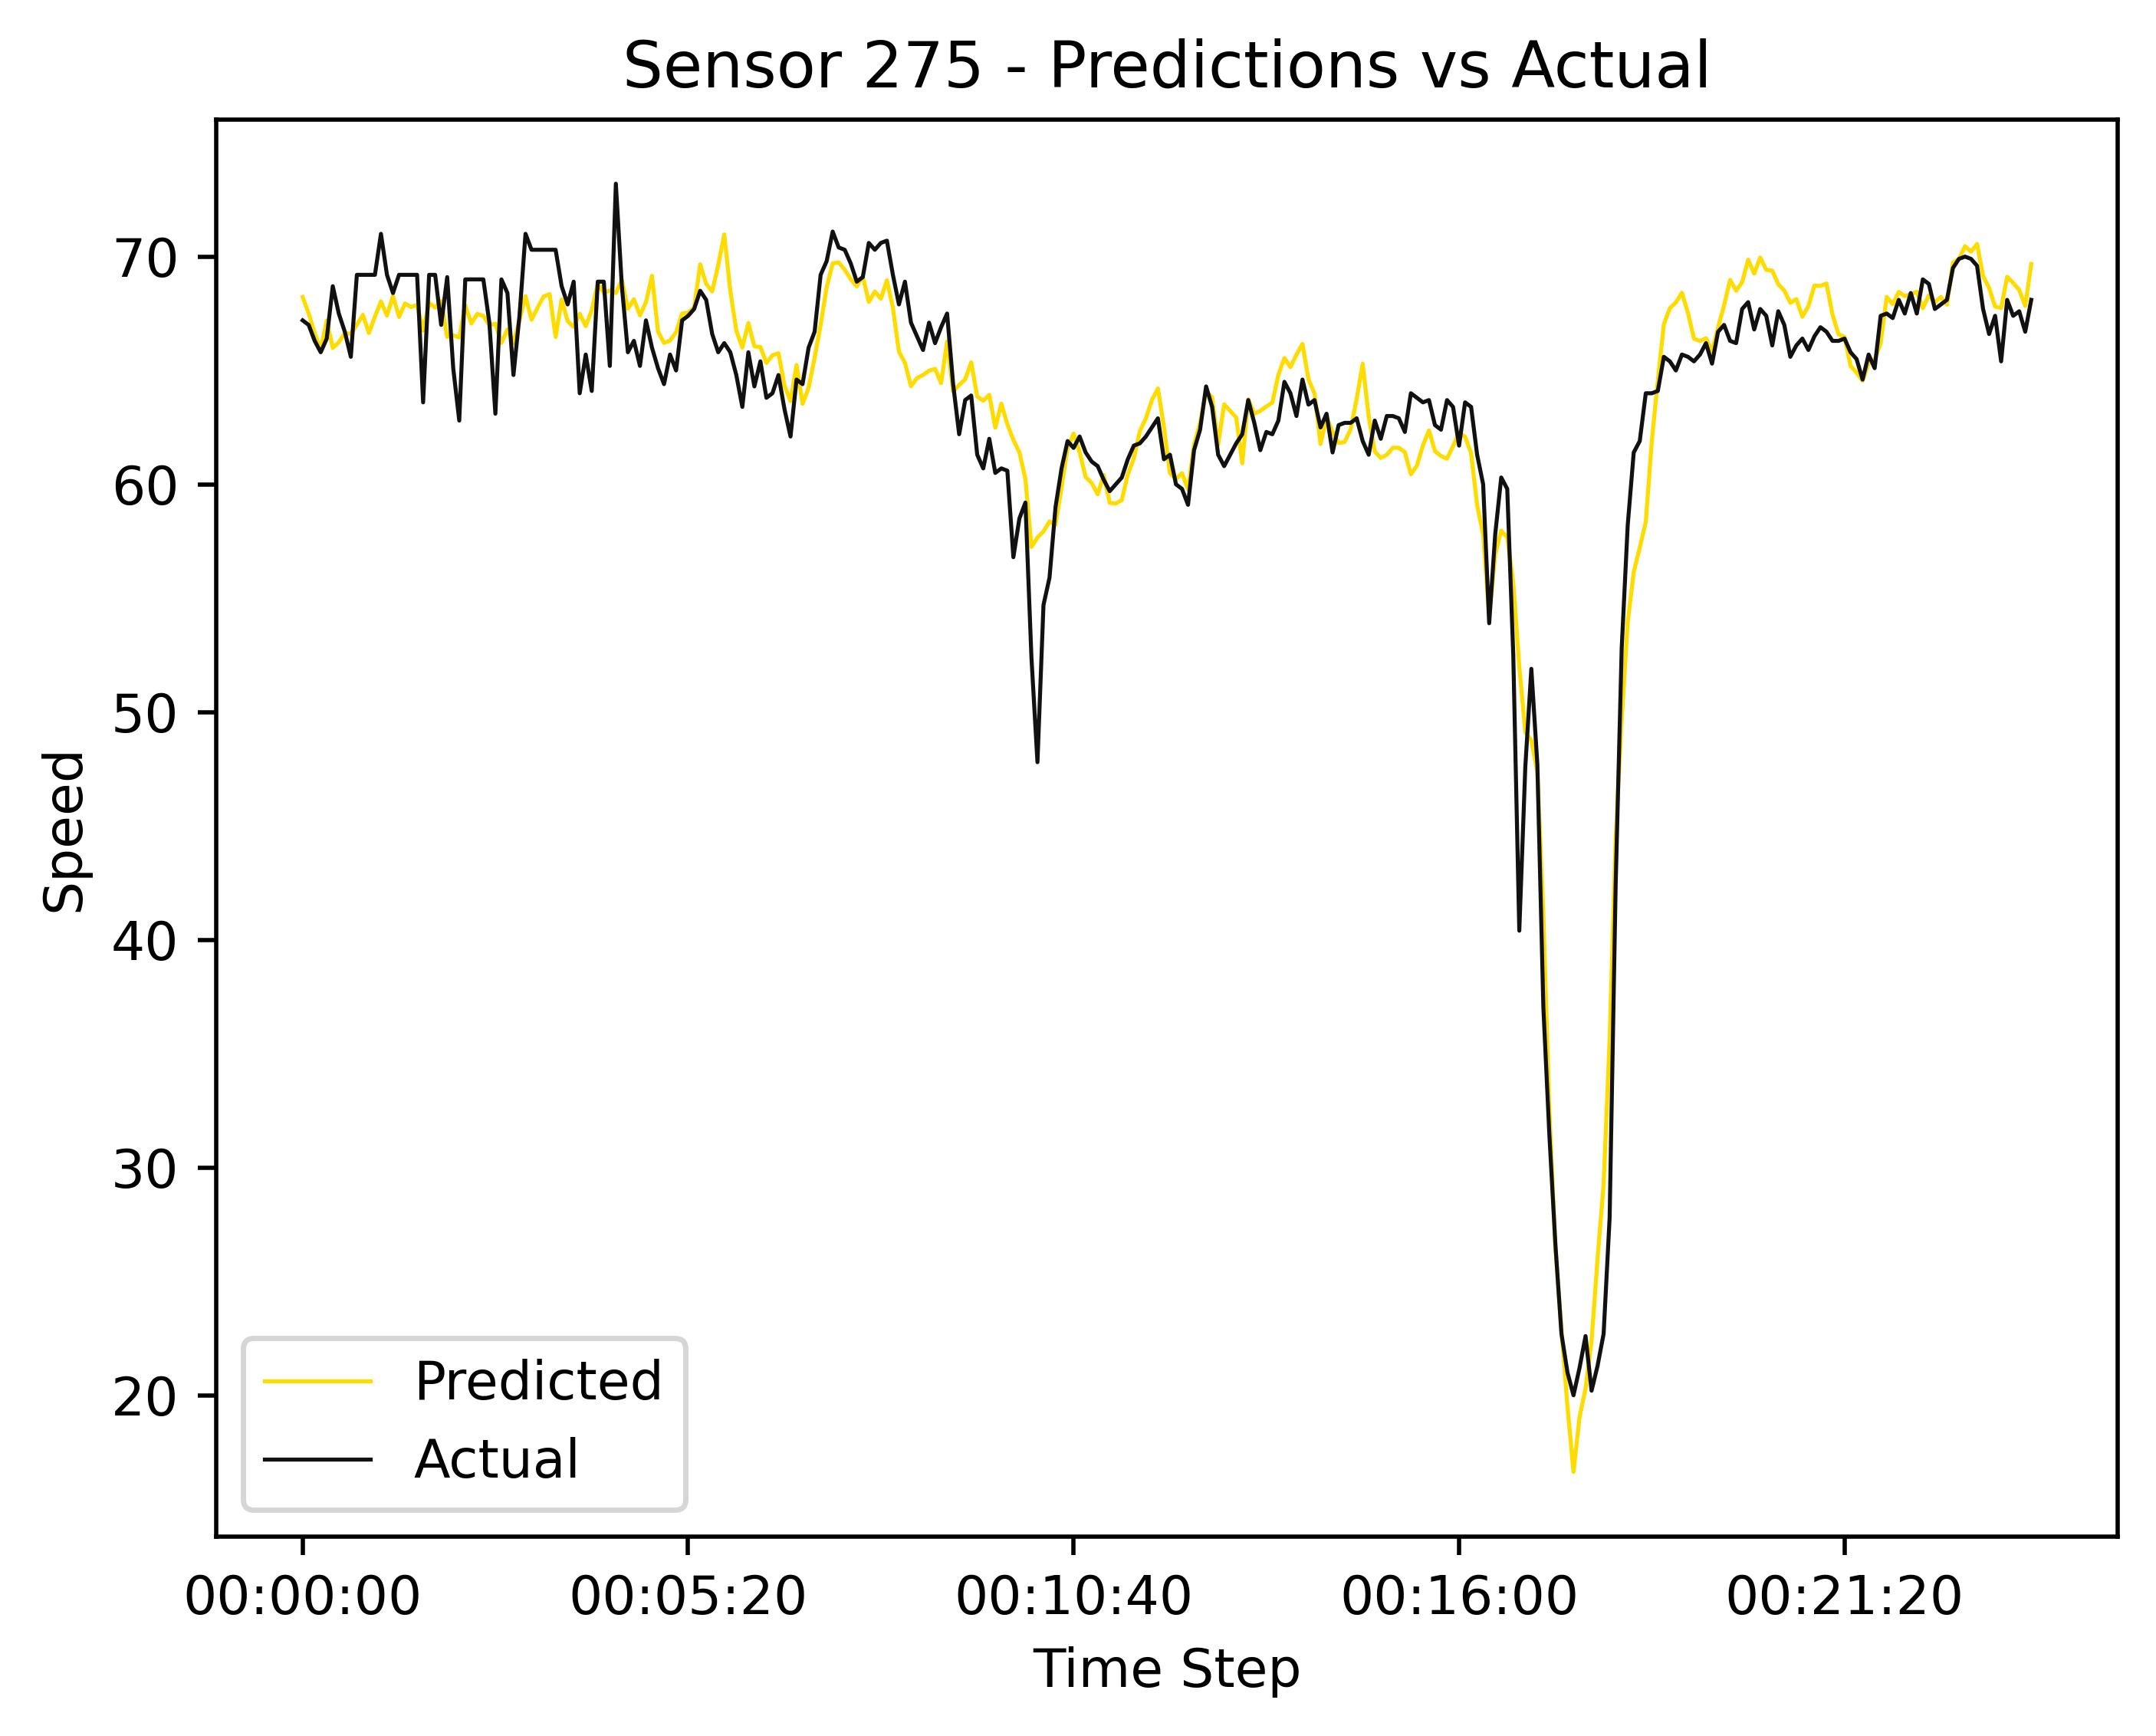 Sensor 275 - Predictions vs Actual
70
60
50
40
30
20
Speed
Predicted
Actual
00:00:00
00:05:20
00:10:40
00:16:00
00:21:20
Time Step